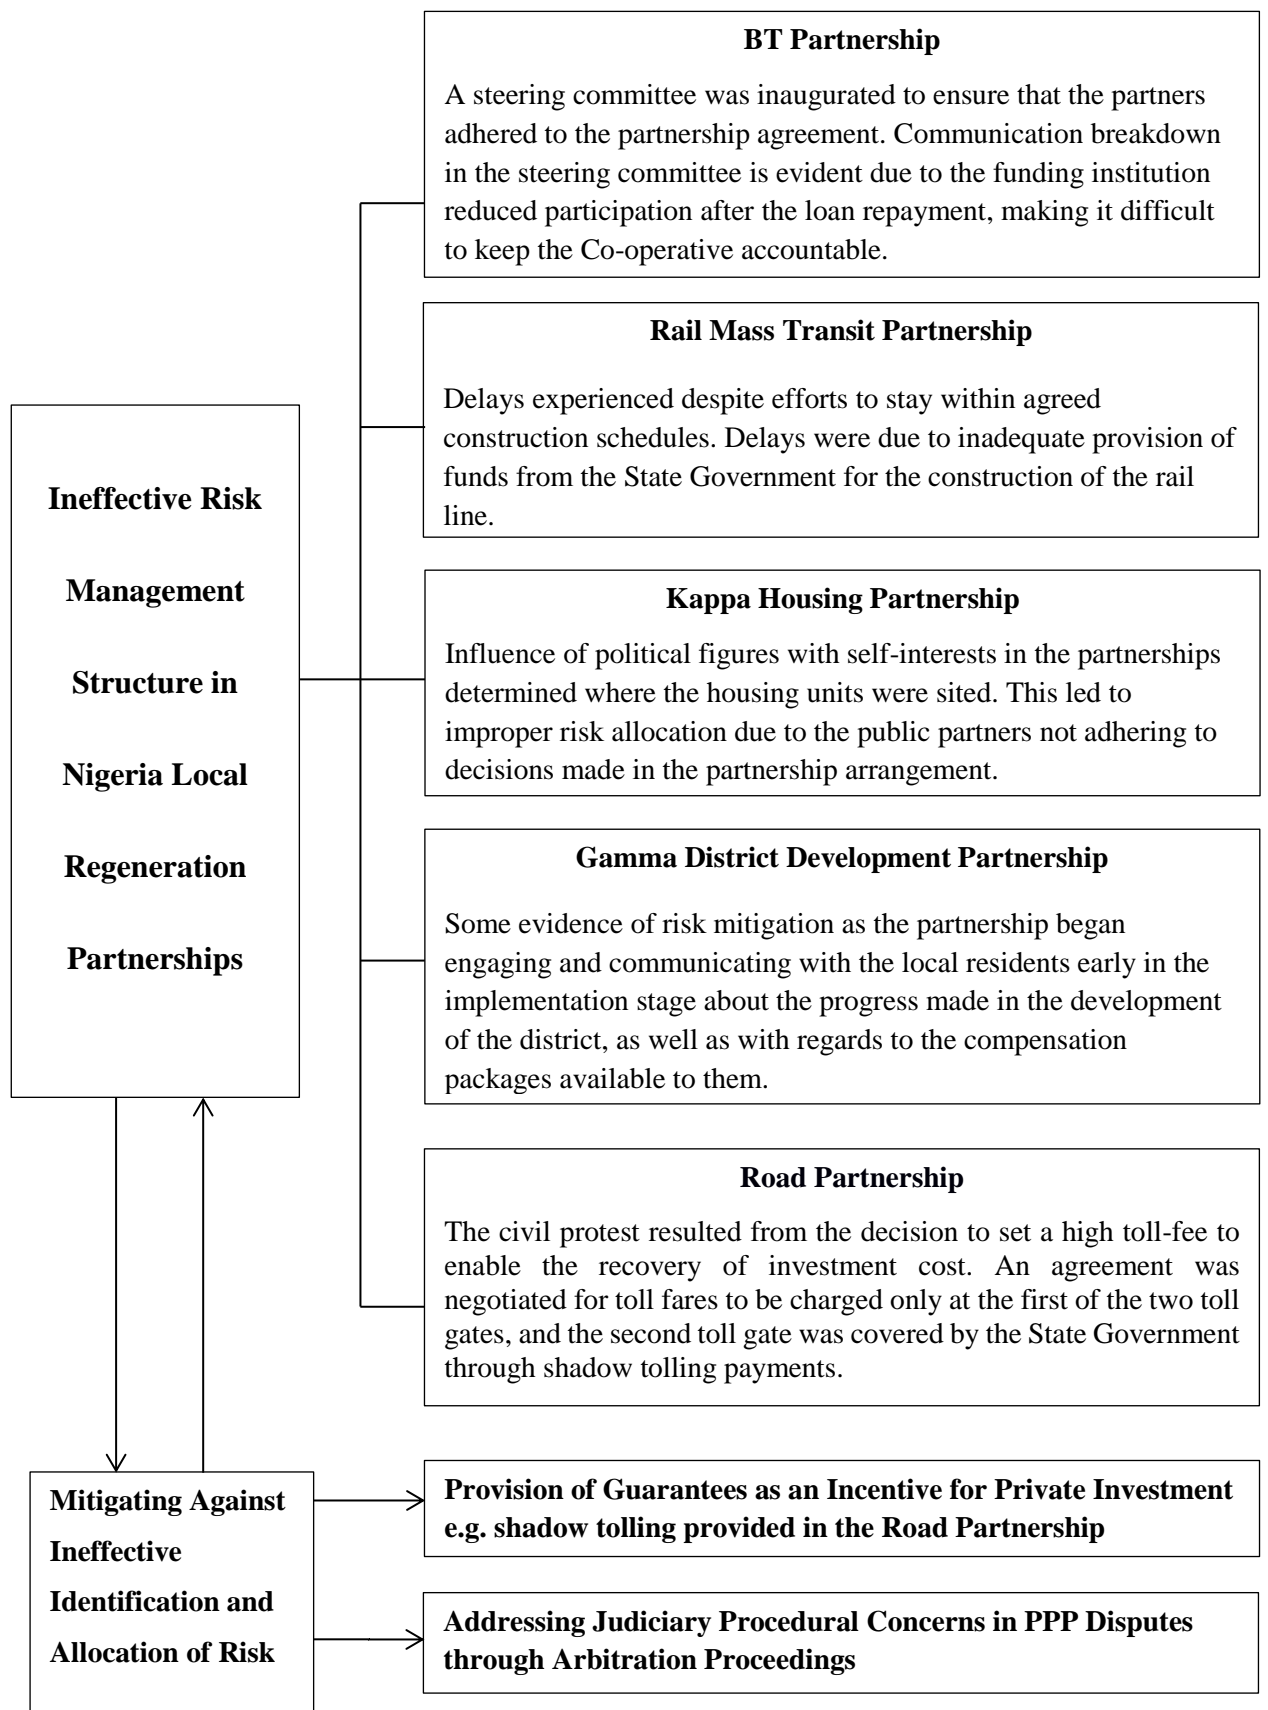 BT Partnership
A steering committee was inaugurated to ensure that the partners
adhered to the partnership agreement. Communication breakdown
in the steering committee is evident due to the funding institution
reduced participation after the loan repayment, making it difficult
to keep the Co-operative accountable.
Rail Mass Transit Partnership
Delays experienced despite efforts to stay within agreed
construction schedules. Delays were due to inadequate provision of
funds from the State Government for the construction of the rail
line.
Ineffective Risk
Management
Structure in
Nigeria Local
Regeneration
Partnerships
Kappa Housing Partnership
Influence of political figures with self-interests in the partnerships
determined where the housing units were sited. This led to
improper risk allocation due to the public partners not adhering to
decisions made in the partnership arrangement.
Gamma District Development Partnership
Some evidence of risk mitigation as the partnership began
engaging and communicating with the local residents early in the
implementation stage about the progress made in the development
of the district, as well as with regards to the compensation
packages available to them.
Road Partnership
The civil protest resulted from the decision to set a high toll-fee to
enable the recovery of investment cost. An agreement was
negotiated for toll fares to be charged only at the first of the two toll
gates, and the second toll gate was covered by the State Government
through shadow tolling payments.
Mitigating Against
Ineffective
Identification and
Allocation of Risk
Provision of Guarantees as an Incentive for Private Investment
e.g. shadow tolling provided in the Road Partnership
Addressing Judiciary Procedural Concerns in PPP Disputes
through Arbitration Proceedings